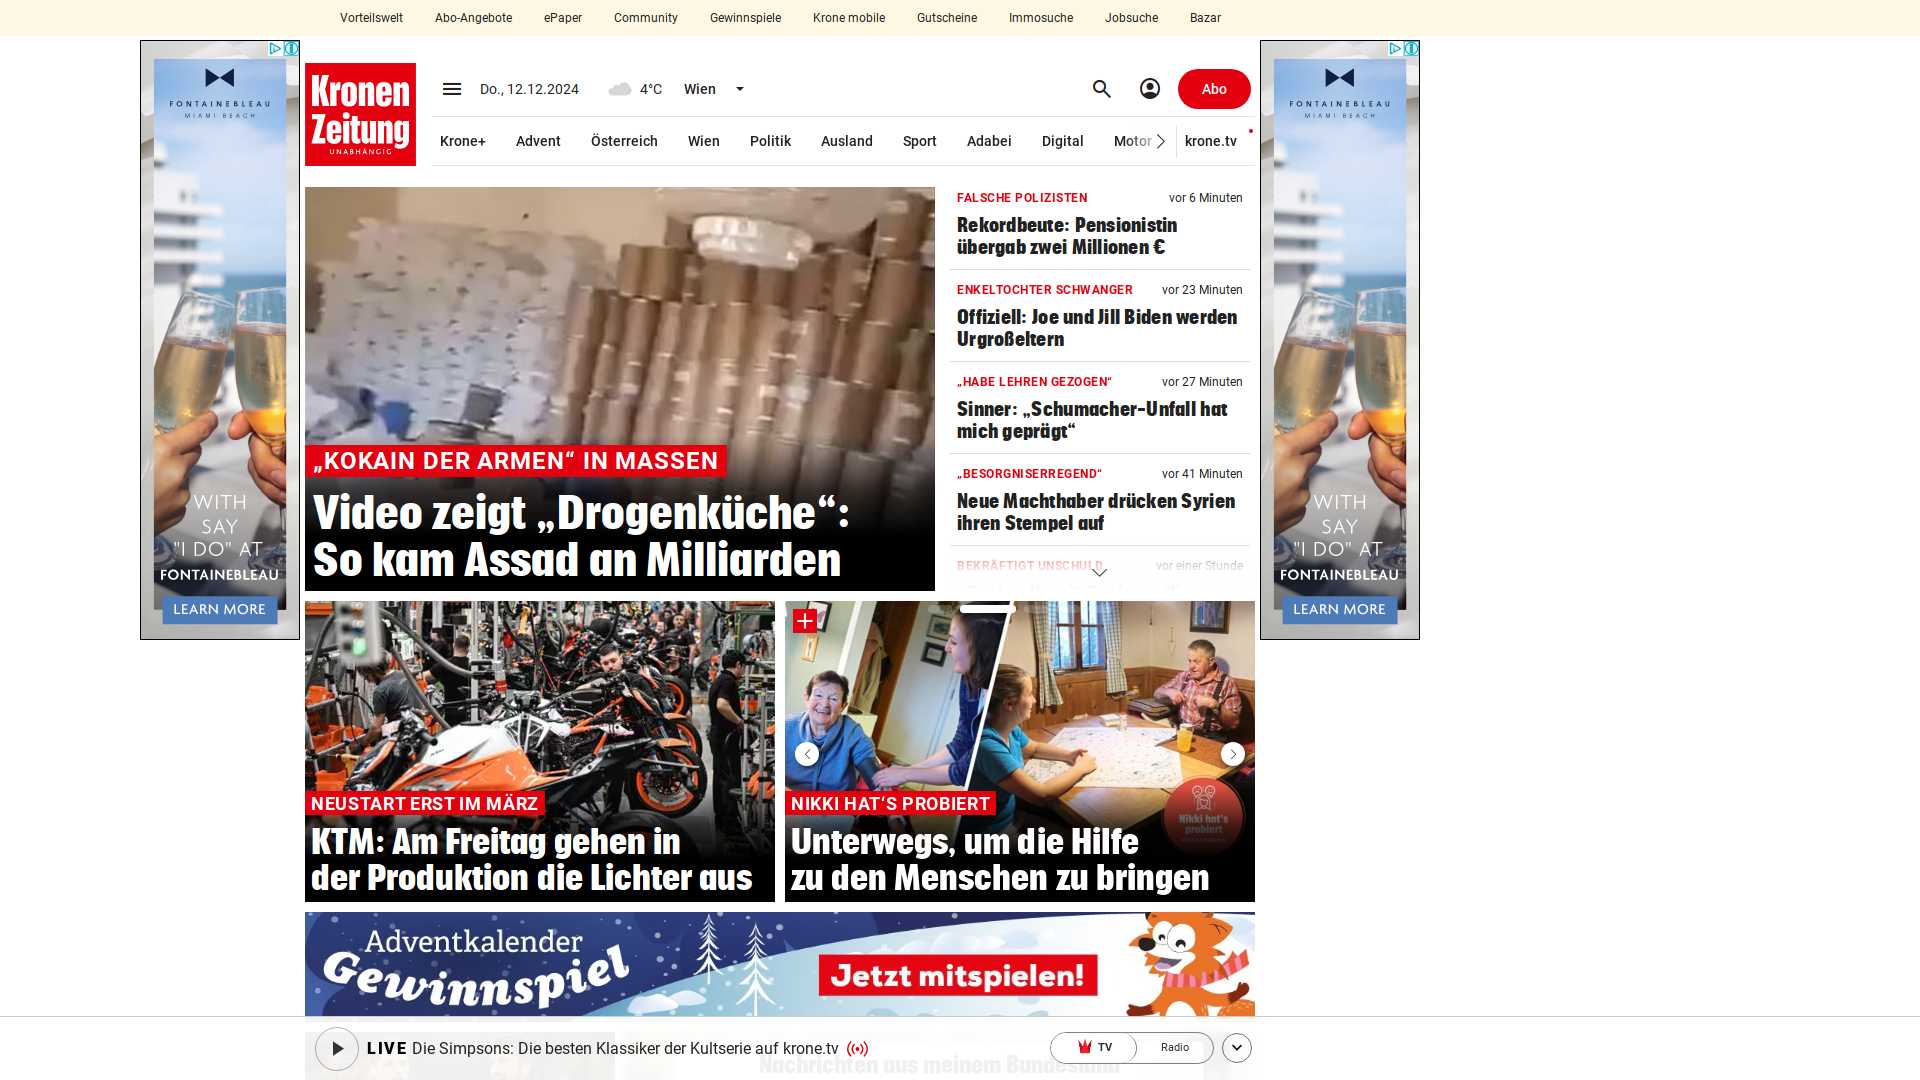 Vorteilswelt Abo-Angebote ePaper Community Gewinnspiele Krone mobile Gutscheine Immosuche Jobsuche Bazar
Kronen
Zeitung
UNABHÄNGIG
Do., 12.12.2024 4°C Wien
Abo
Krone+ Advent Österreich Wien Politik Ausland Sport Adabei Digital Motor krone.tv
FONTAINEBLEAU
MIAMI BEACH
WITH
SAY
"I DO" AT
FONTAINEBLEAU
LEARN MORE
„KOKAIN DER ARMEN“ IN MASSEN
Video zeigt „Drogenküche“:
So kam Assad an Milliarden
FALSCHE POLIZISTEN vor 6 Minuten
Rekordbeute: Pensionistin
übergab zwei Millionen €
ENKELTOCHTER SCHWANGER vor 23 Minuten
Offiziell: Joe und Jill Biden werden
Urgroßeltern
„HABE LEHREN GEZOGEN“ vor 27 Minuten
Sinner: „Schumacher-Unfall hat
mich geprägt“
„BESORGNISERREGEND“ vor 41 Minuten
Neue Machthaber drücken Syrien
ihren Stempel auf
BEKRÄFTIGT UNSCHULD vor einer Stunde
FONTAINEBLEAU
MIAMI BEACH
WITH
SAY
"I DO" AT
FONTAINEBLEAU
LEARN MORE
NEUSTART ERST IM MÄRZ
KTM: Am Freitag gehen in
der Produktion die Lichter aus
Nikki hat's
probiert
NIKKI HAT‘S PROBIERT
Unterwegs, um die Hilfe
zu den Menschen zu bringen
Adventkalender
Gewinnspiel
Jetzt mitspielen!
LIVE Die Simpsons: Die besten Klassiker der Kultserie auf krone.tv
TV Radio
Nachrichten aus meinem Bundesland